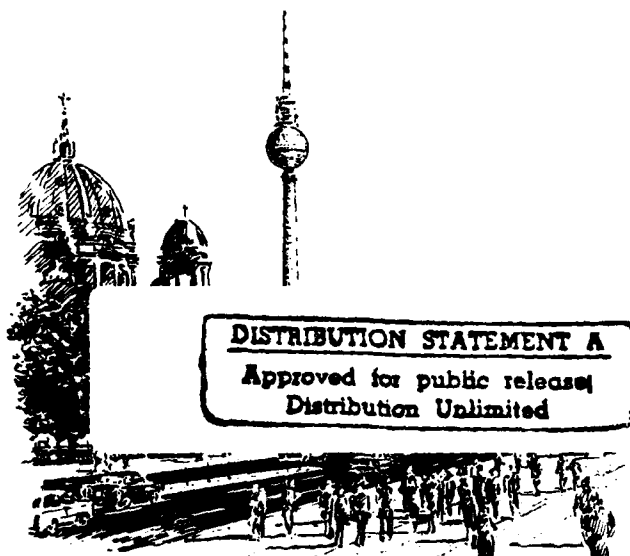 DISTRIBUTION STATEMENT A
Approved for public release;
Distribution Unlimited